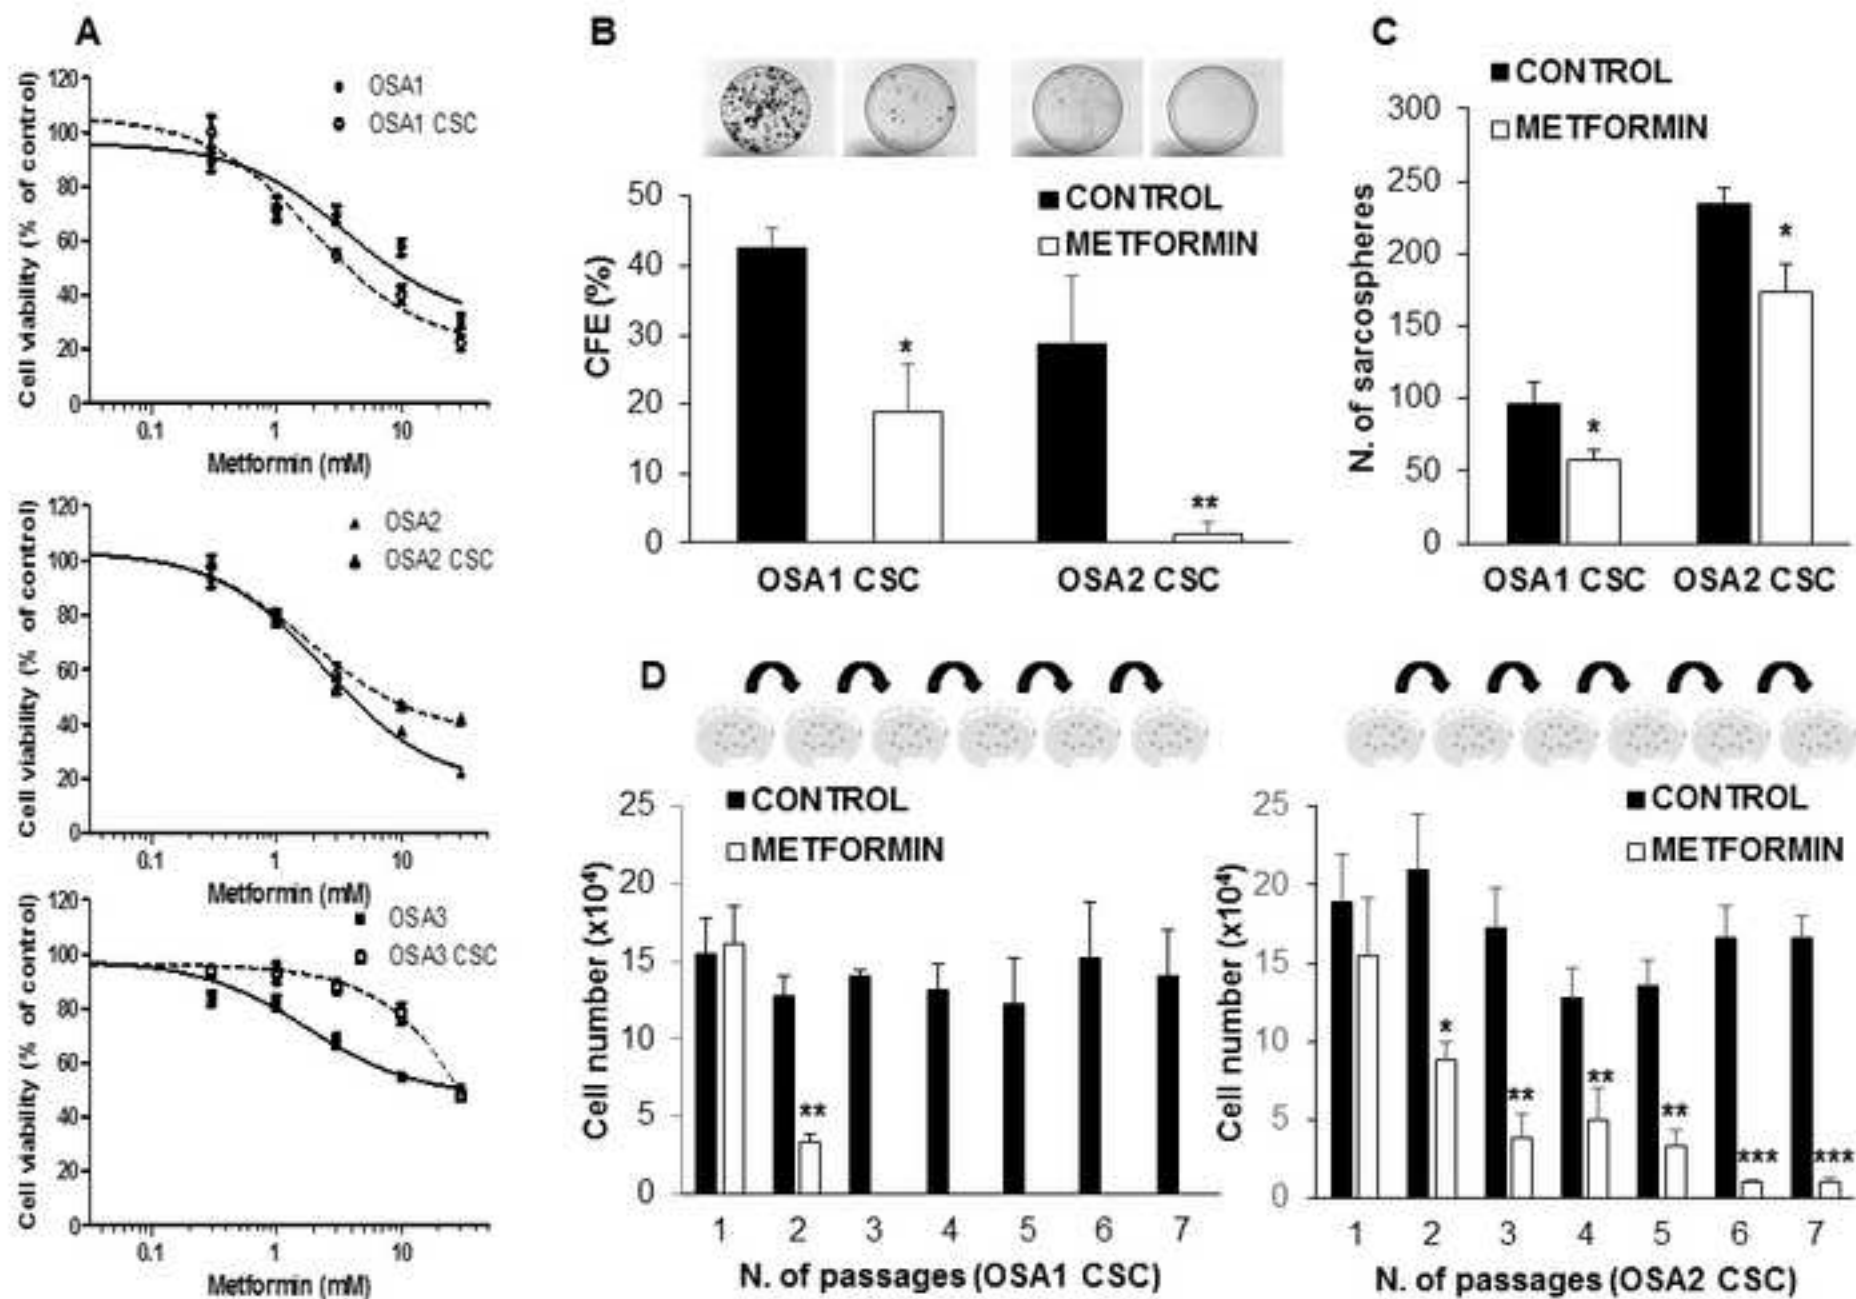 A
Cell viability (% of control)
120
100
80
60
40
20
0
OSA1
OSA1 CSC
0.1 1 10
Metformin (mM)
Cell viability (% of control)
120
100
80
60
40
20
0
OSA2
OSA2 CSC
0.1 1 10
Metformin (mM)
Cell viability (% of control)
120
100
80
60
40
20
0
OSA3
OSA3 CSC
0.1 1 10
Metformin (mM)
B
CFE (%)
50
40
30
20
10
0
CONTROL
METFORMIN
*
**
OSA1 CSC OSA2 CSC
C
N. of sarcospheres
CONTROL
METFORMIN
300
250
200
150
100
50
0
*
*
OSA1 CSC OSA2 CSC
D
Cell number (x10⁴)
25
20
15
10
5
0
CONTROL
METFORMIN
**
1 2 3 4 5 6 7
N. of passages (OSA1 CSC)
Cell number (x10⁴)
25
20
15
10
5
0
CONTROL
METFORMIN
* ** ** ** *** ***
1 2 3 4 5 6 7
N. of passages (OSA2 CSC)